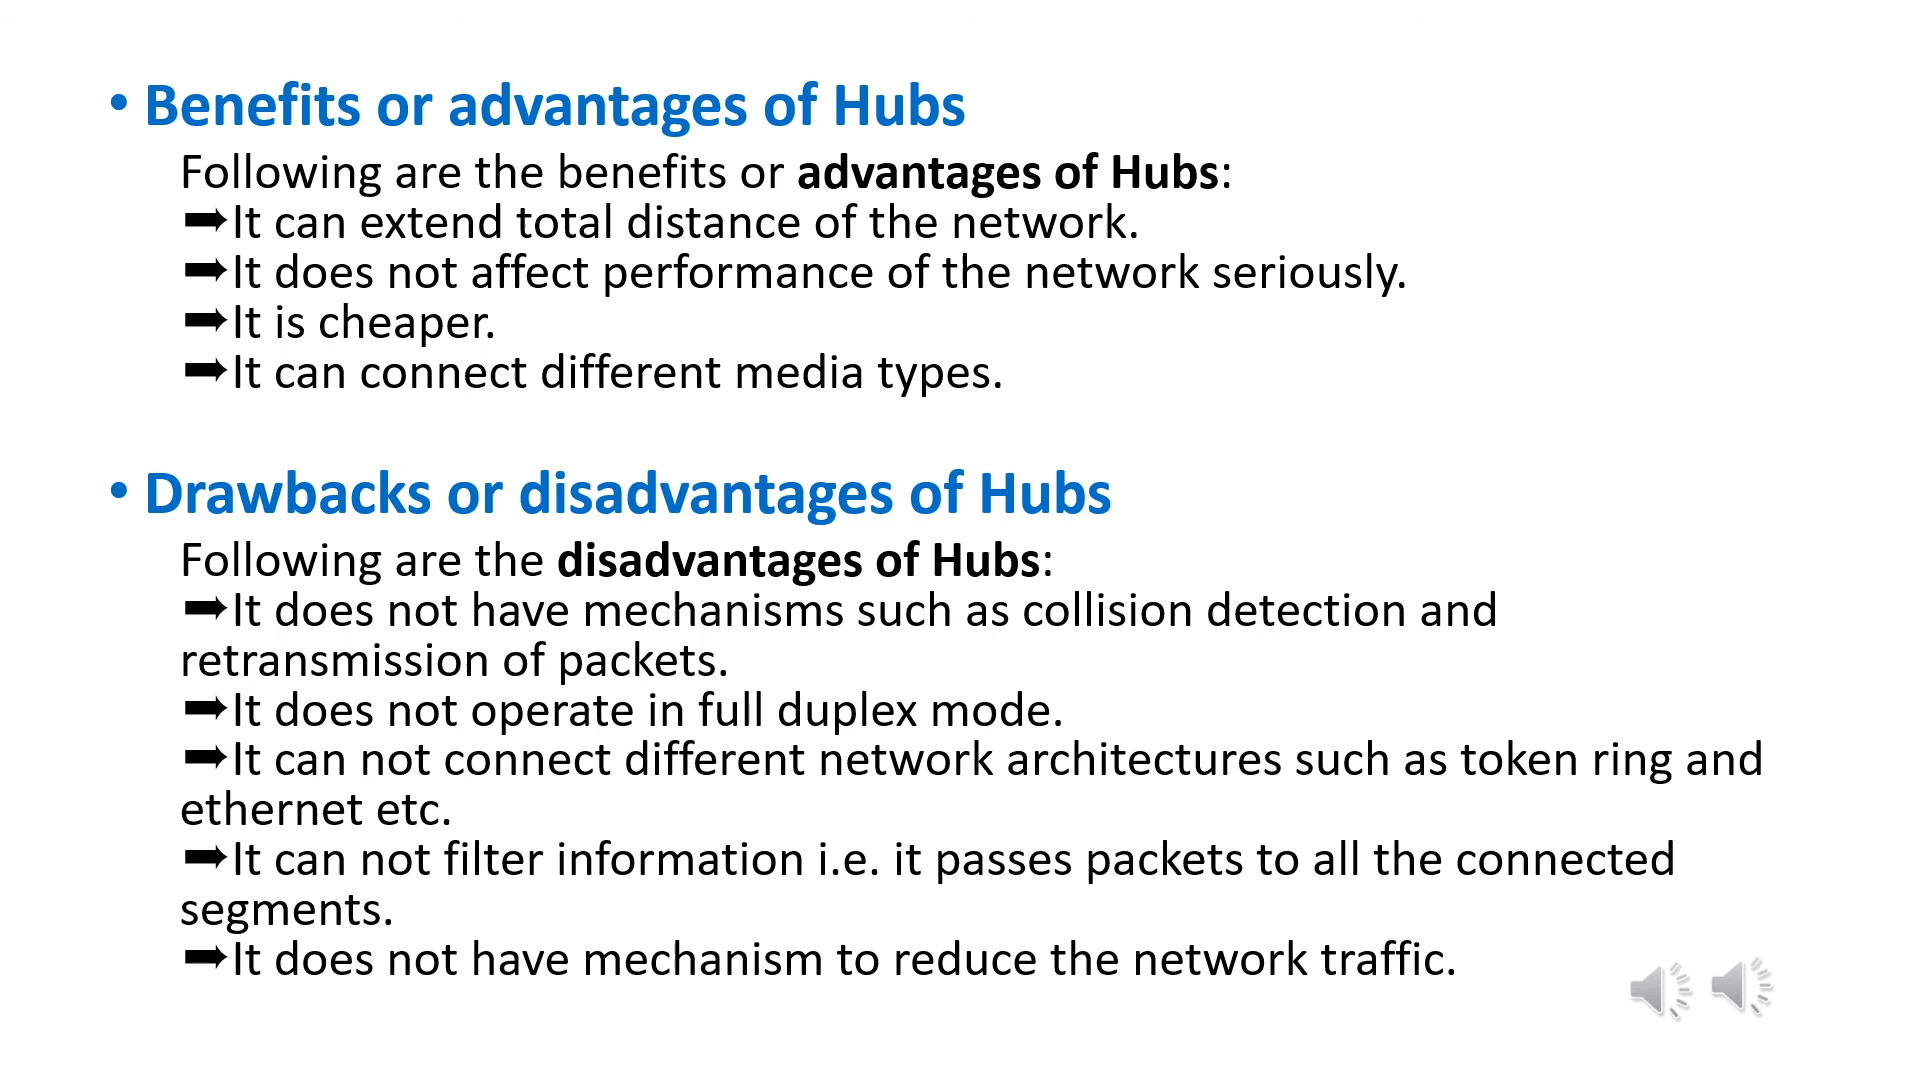 • Benefits or advantages of Hubs
Following are the benefits or advantages of Hubs:
➨It can extend total distance of the network.
➨It does not affect performance of the network seriously.
➨It is cheaper.
➨It can connect different media types.
• Drawbacks or disadvantages of Hubs
Following are the disadvantages of Hubs:
➨It does not have mechanisms such as collision detection and
retransmission of packets.
➨It does not operate in full duplex mode.
➨It can not connect different network architectures such as token ring and
ethernet etc.
➨It can not filter information i.e. it passes packets to all the connected
segments.
➨It does not have mechanism to reduce the network traffic.